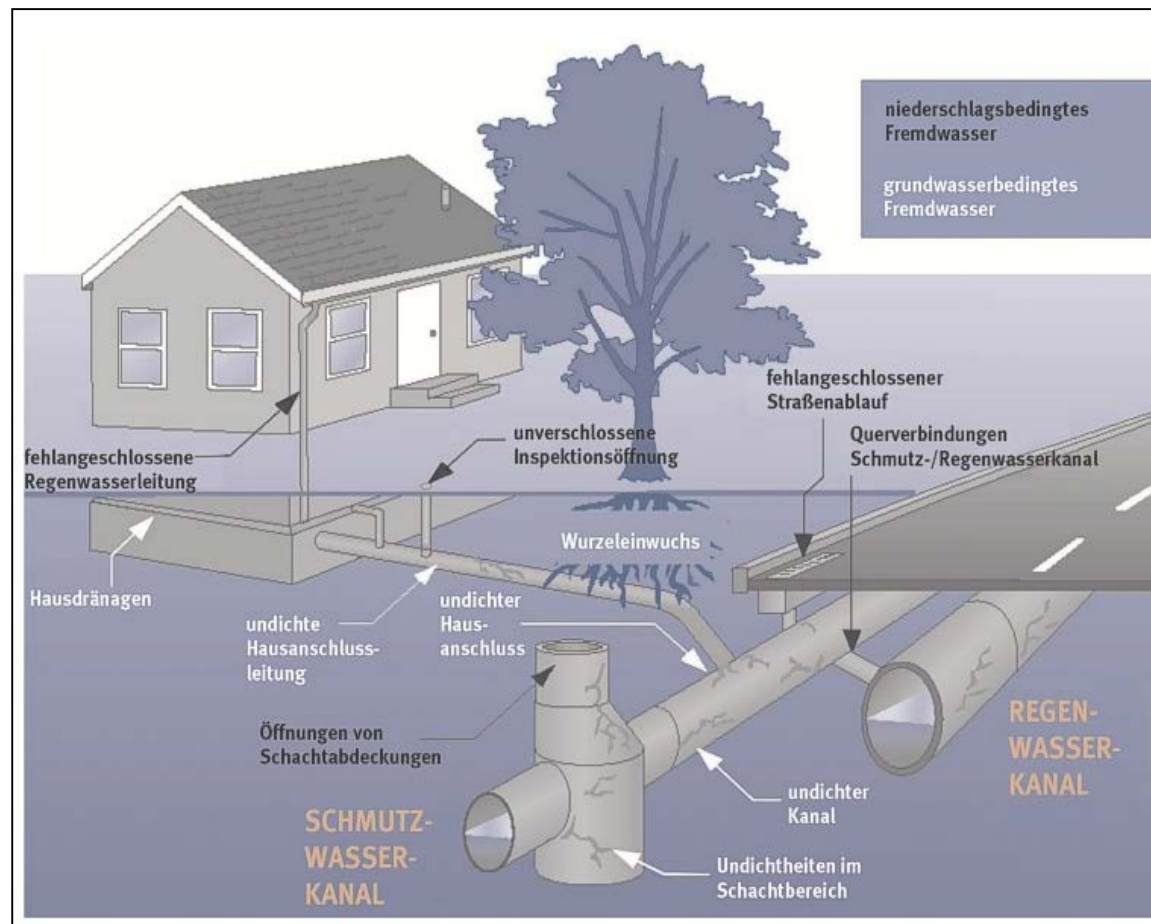 niederschlagsbedingtes
Fremdwasser
grundwasserbedingtes
Fremdwasser
fehlangeschlossener
Straßenablauf
Querverbindungen
Schmutz-/Regenwasserkanal
unverschlossene
Inspektionsöffnung
fehlangeschlossene
Regenwasserleitung
Wurzeleinwuchs
Hausdränagen
undichte
Hausanschluss-
leitung
undichter
Haus-
anschluss
Öffnungen von
Schachtabdeckungen
REGEN-
WASSER-
KANAL
undichter
Kanal
SCHMUTZ-
WASSER-
KANAL
Undichtheiten im
Schachtbereich